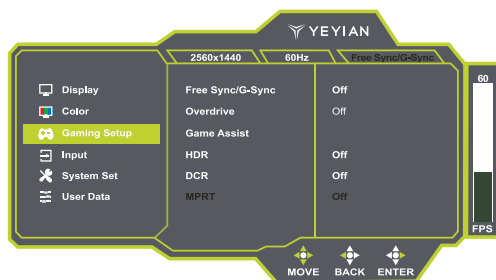 YEYIAN
2560x1440 60Hz Free Sync/G-Sync
60
Display
Color
Gaming Setup
Input
System Set
User Data
Free Sync/G-Sync Off
Overdrive Off
Game Assist
HDR Off
DCR Off
MPRT Off
FPS
MOVE BACK ENTER